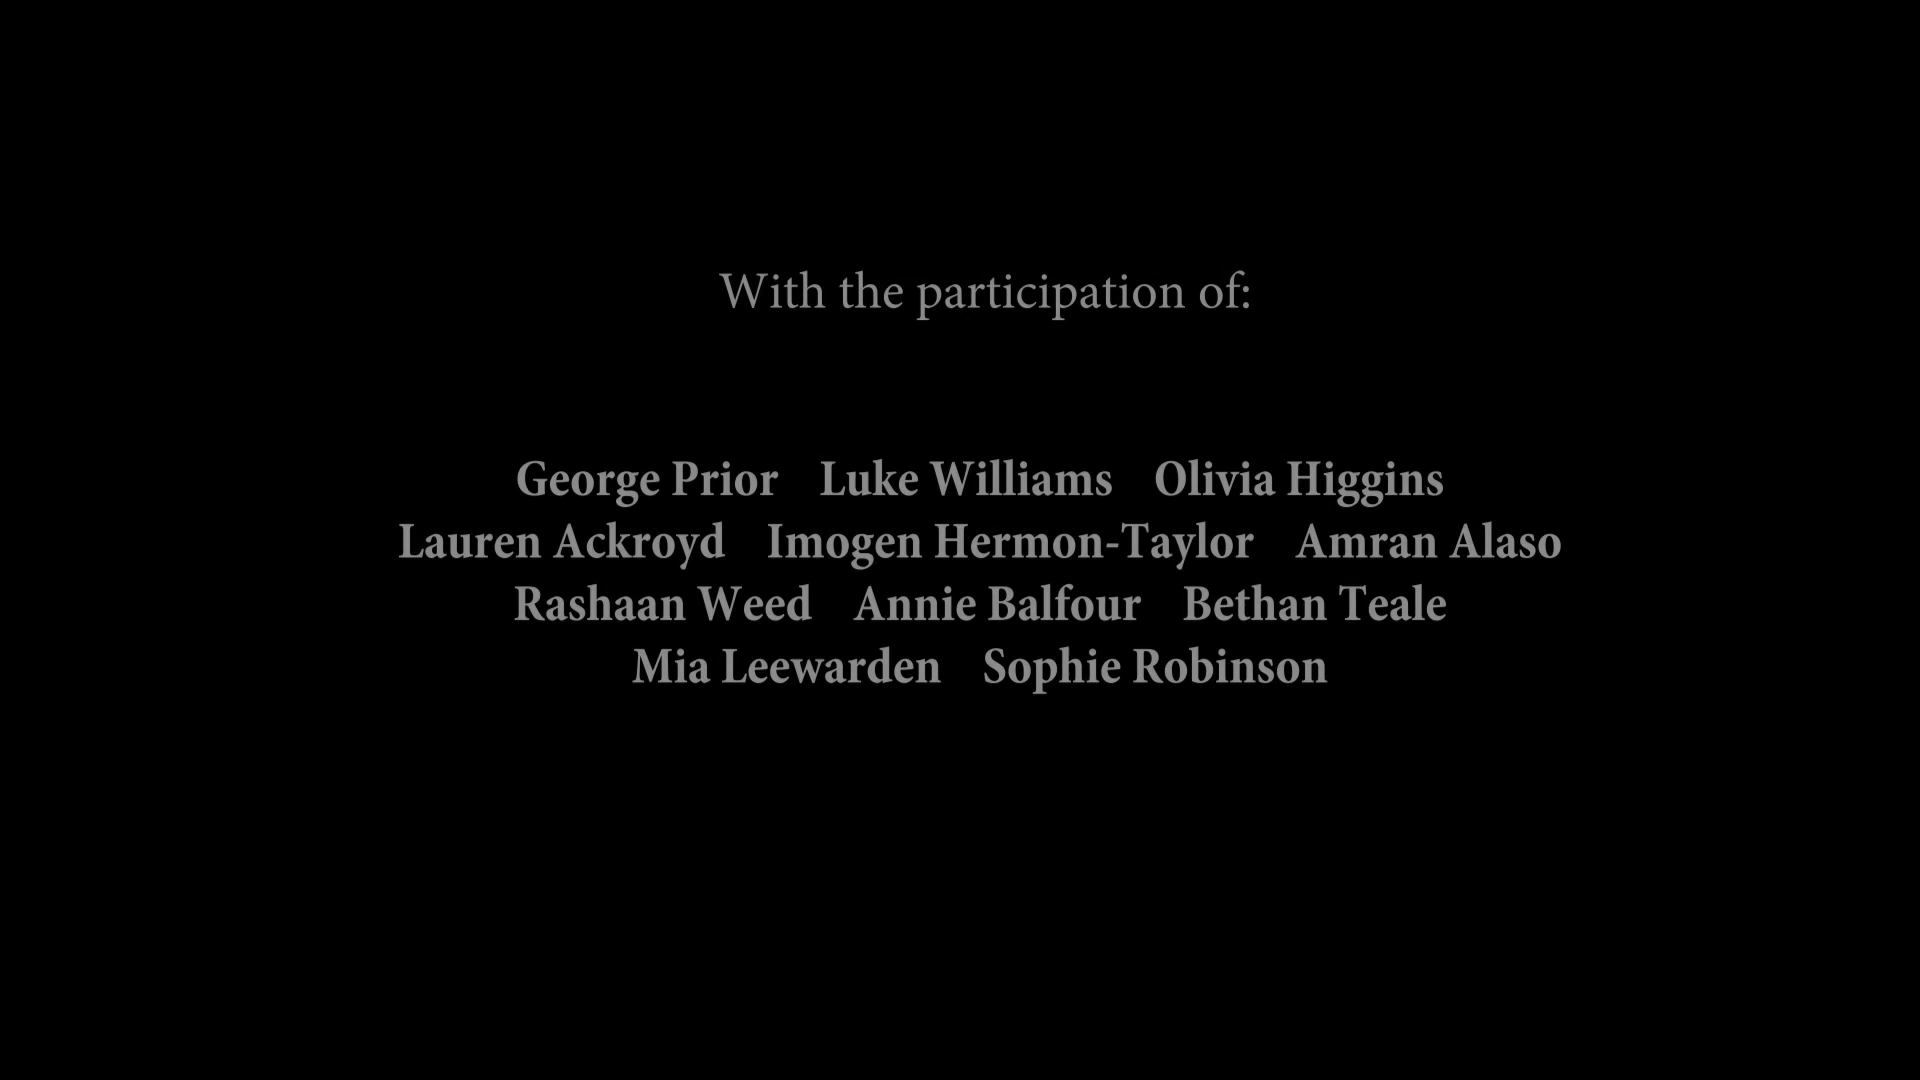 With the participation of:
George Prior Luke Williams Olivia Higgins
Lauren Ackroyd Imogen Hermon-Taylor Amran Alaso
Rashaan Weed Annie Balfour Bethan Teale
Mia Leewarden Sophie Robinson